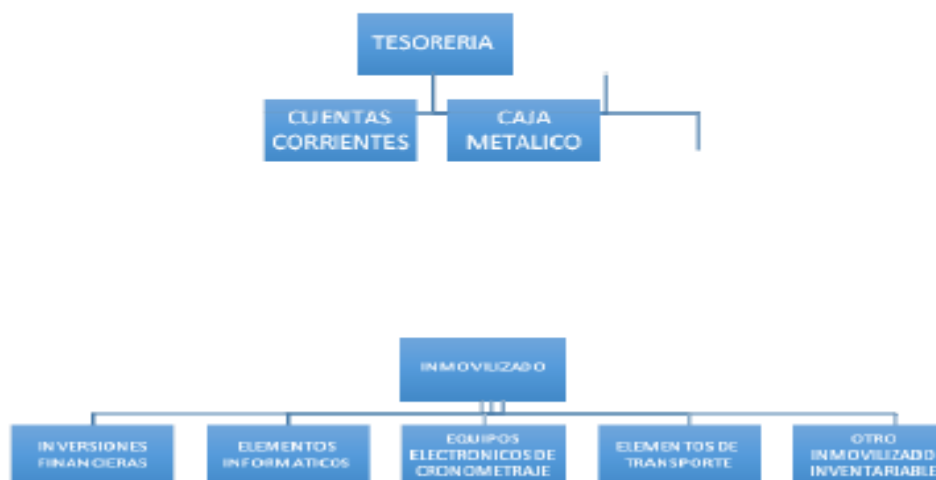 TESORERIA
CUENTAS
CORRIENTES
CAJA
METALICO
INMOVILIZADO
INVERSIONES
FINANCIERAS
ELEMENTOS
INFORMATICOS
EQUIPOS
ELECTRONICOS DE
CRONOMETRAJE
ELEMENTOS DE
TRANSPORTE
OTRO
INMOVILIZADO
INVENTARIABLE